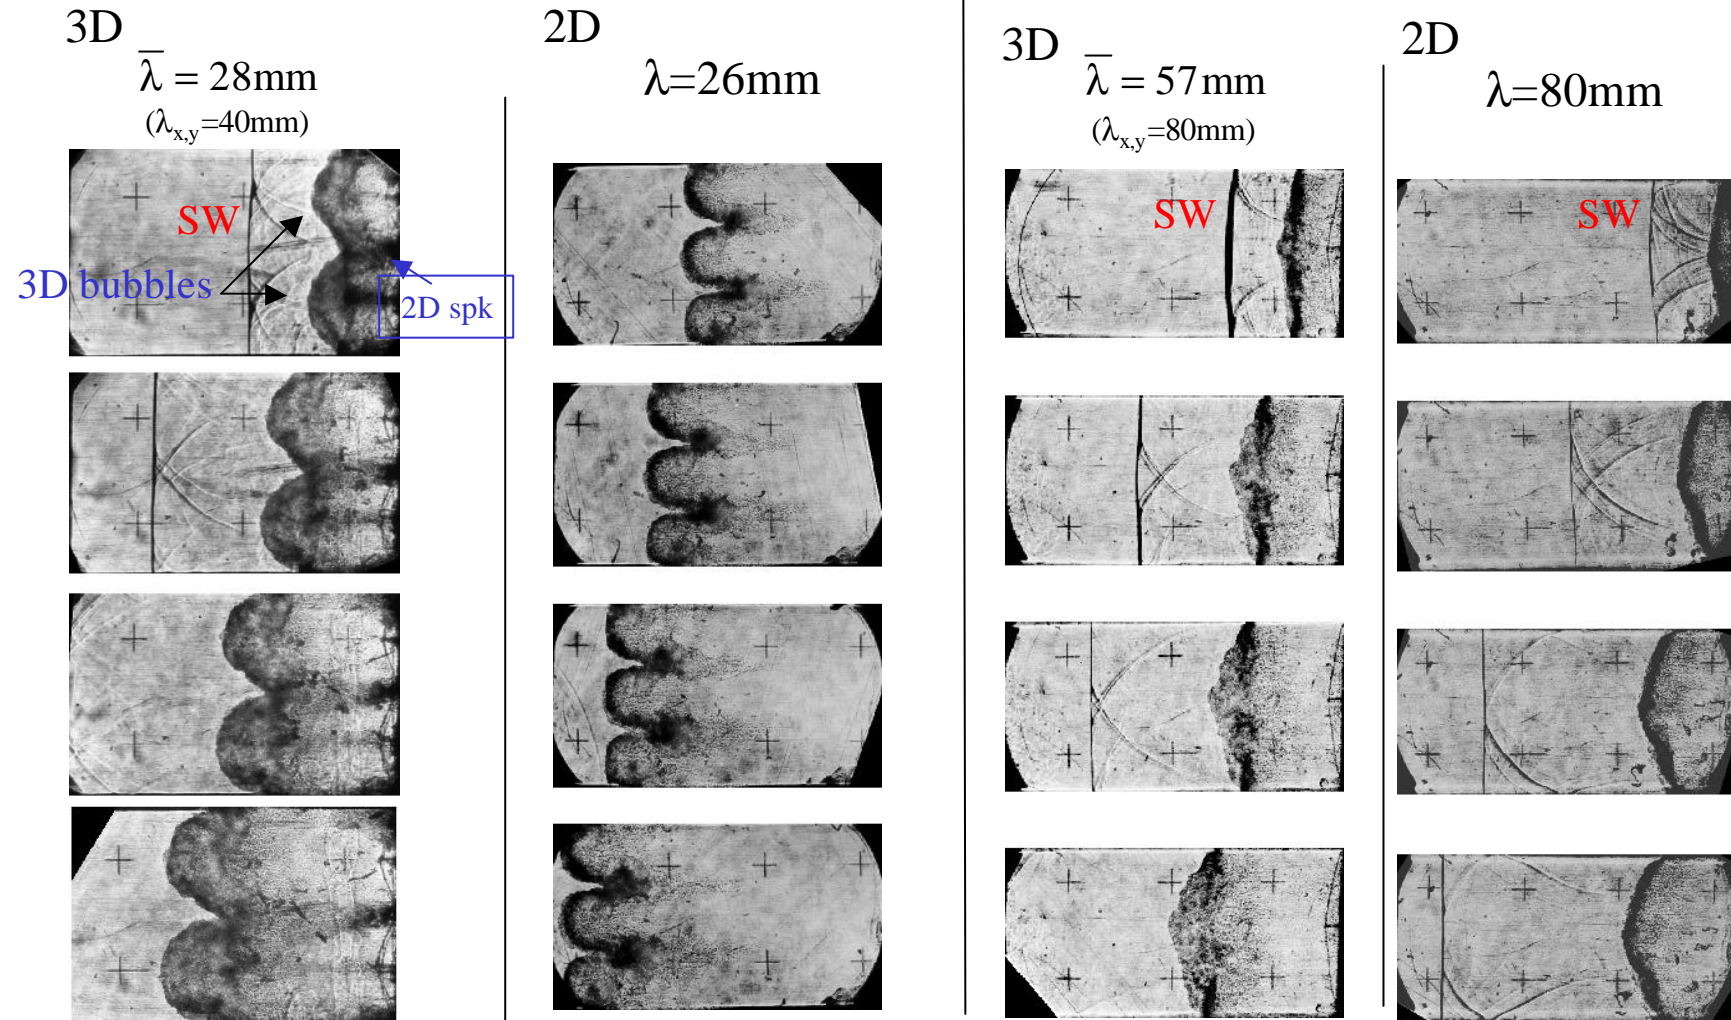 3D
λ̅ = 28mm
(λx,y=40mm)
SW
3D bubbles
2D spk
2D
λ=26mm
3D
λ̅ = 57mm
(λx,y=80mm)
SW
2D
λ=80mm
SW